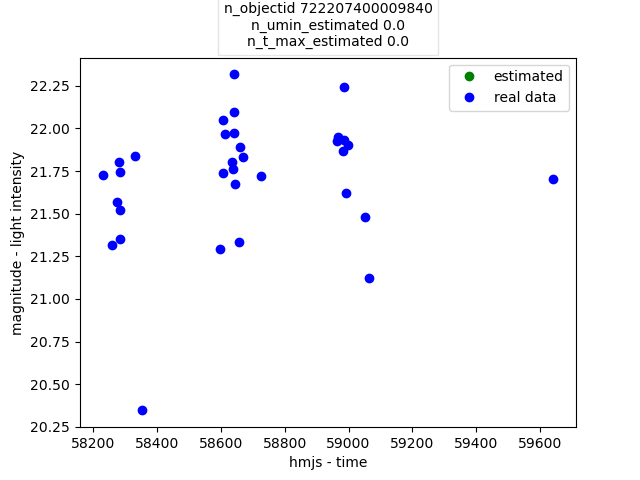 n_objectid 722207400009840
n_umin_estimated 0.0
n_t_max_estimated 0.0
estimated
real data
magnitude - light intensity
22.25
22.00
21.75
21.50
21.25
21.00
20.75
20.50
20.25
58200 58400 58600 58800 59000 59200 59400 59600
hmjs - time